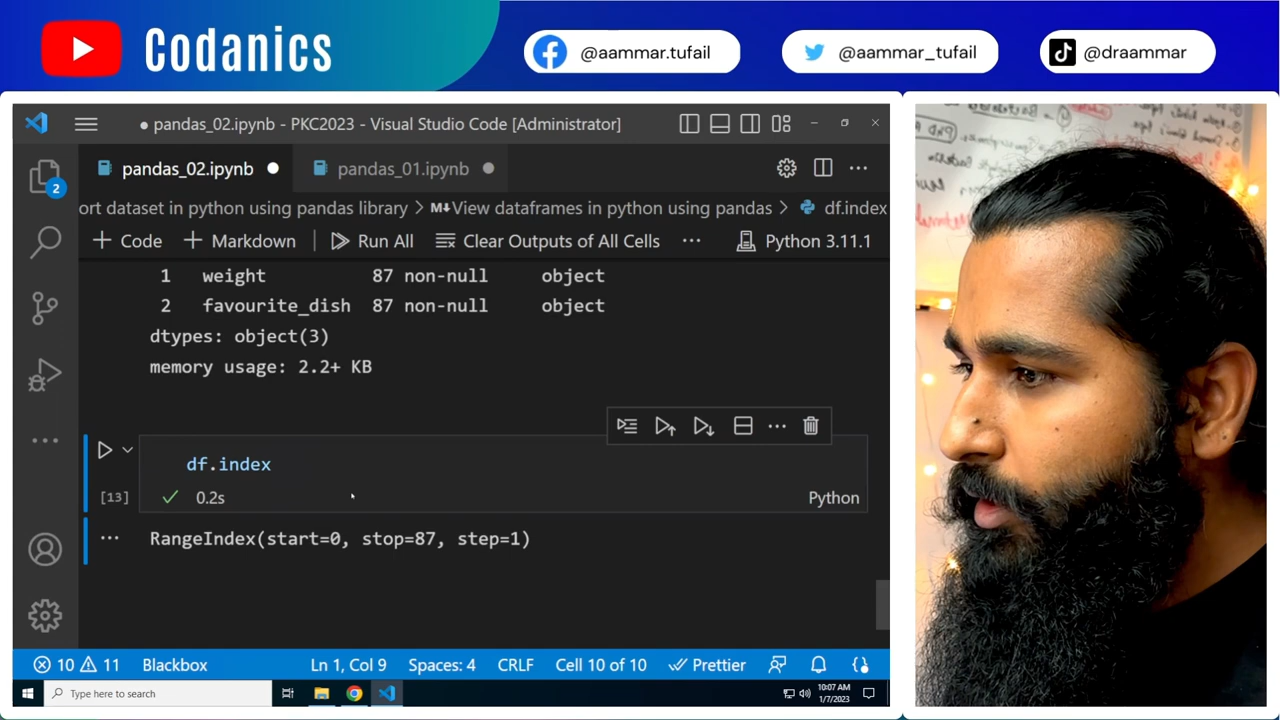 Codanics
@aammar.tufail
@aammar_tufail
@draammar
● pandas_02.ipynb - PKC2023 - Visual Studio Code [Administrator]
pandas_02.ipynb
pandas_01.ipynb
2
ort dataset in python using pandas library > M↓View dataframes in python using pandas > df.index
+ Code + Markdown | Run All Clear Outputs of All Cells ··· Python 3.11.1
1 weight 87 non-null object
2 favourite_dish 87 non-null object
dtypes: object(3)
memory usage: 2.2+ KB
df.index
[13] 0.2s Python
RangeIndex(start=0, stop=87, step=1)
10 11 Blackbox Ln 1, Col 9 Spaces: 4 CRLF Cell 10 of 10 Prettier
Type here to search
10:07 AM
1/7/2023